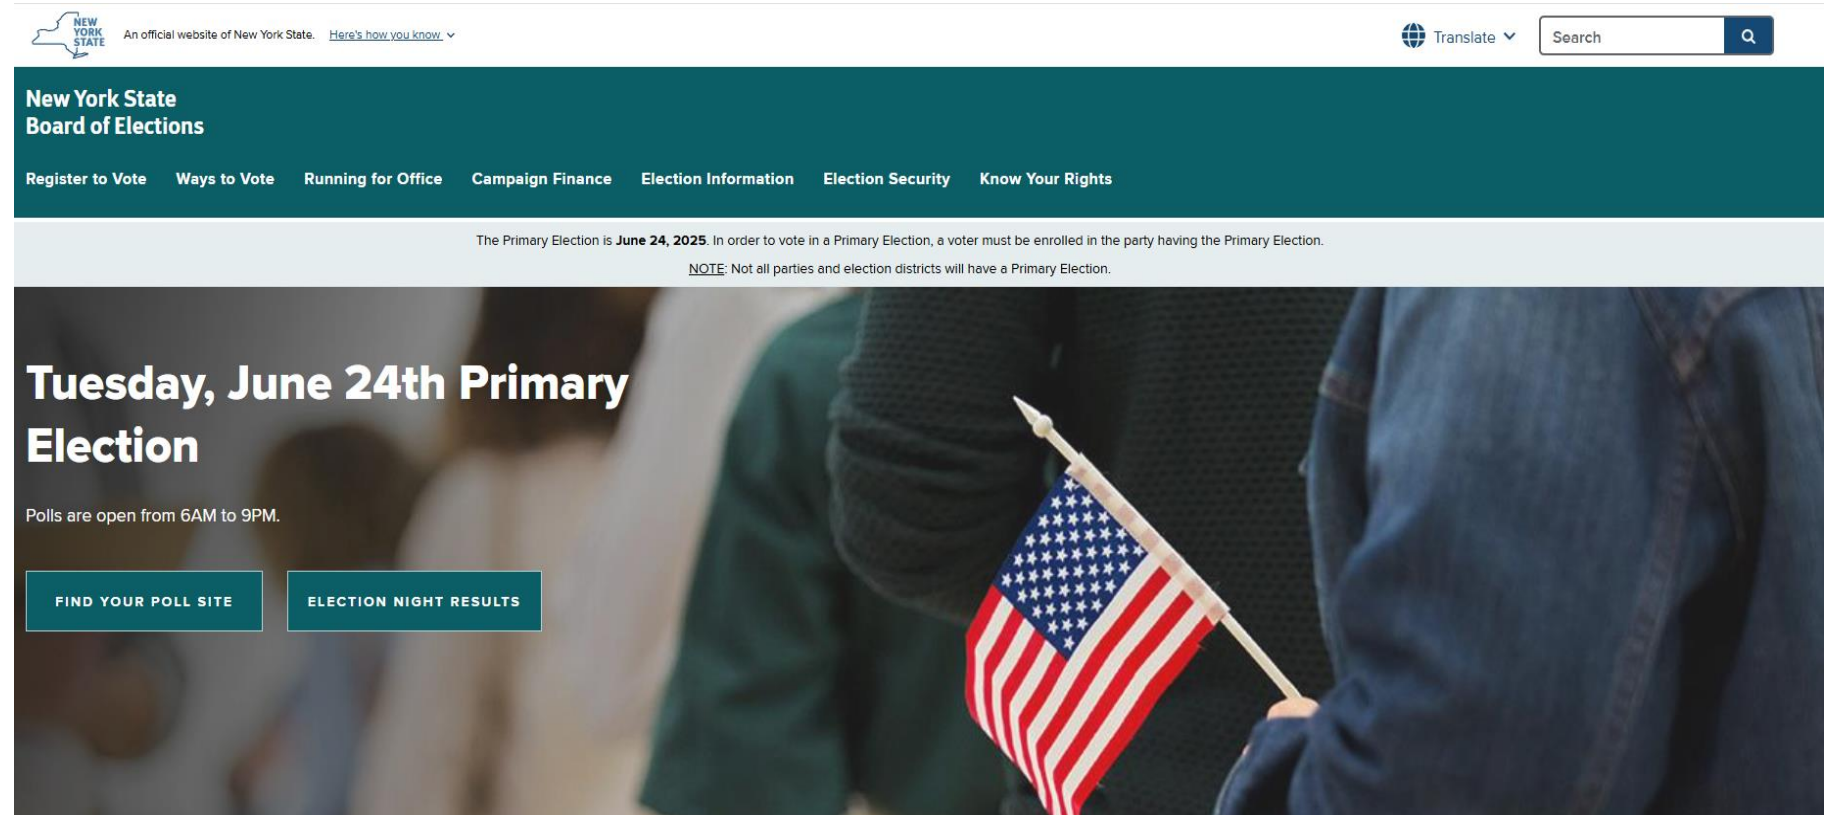 NEW
YORK
STATE
An official website of New York State. Here's how you know
Translate
Search
New York State
Board of Elections
Register to Vote Ways to Vote Running for Office Campaign Finance Election Information Election Security Know Your Rights
The Primary Election is June 24, 2025. In order to vote in a Primary Election, a voter must be enrolled in the party having the Primary Election.
NOTE: Not all parties and election districts will have a Primary Election.
Tuesday, June 24th Primary
Election
Polls are open from 6AM to 9PM.
FIND YOUR POLL SITE
ELECTION NIGHT RESULTS